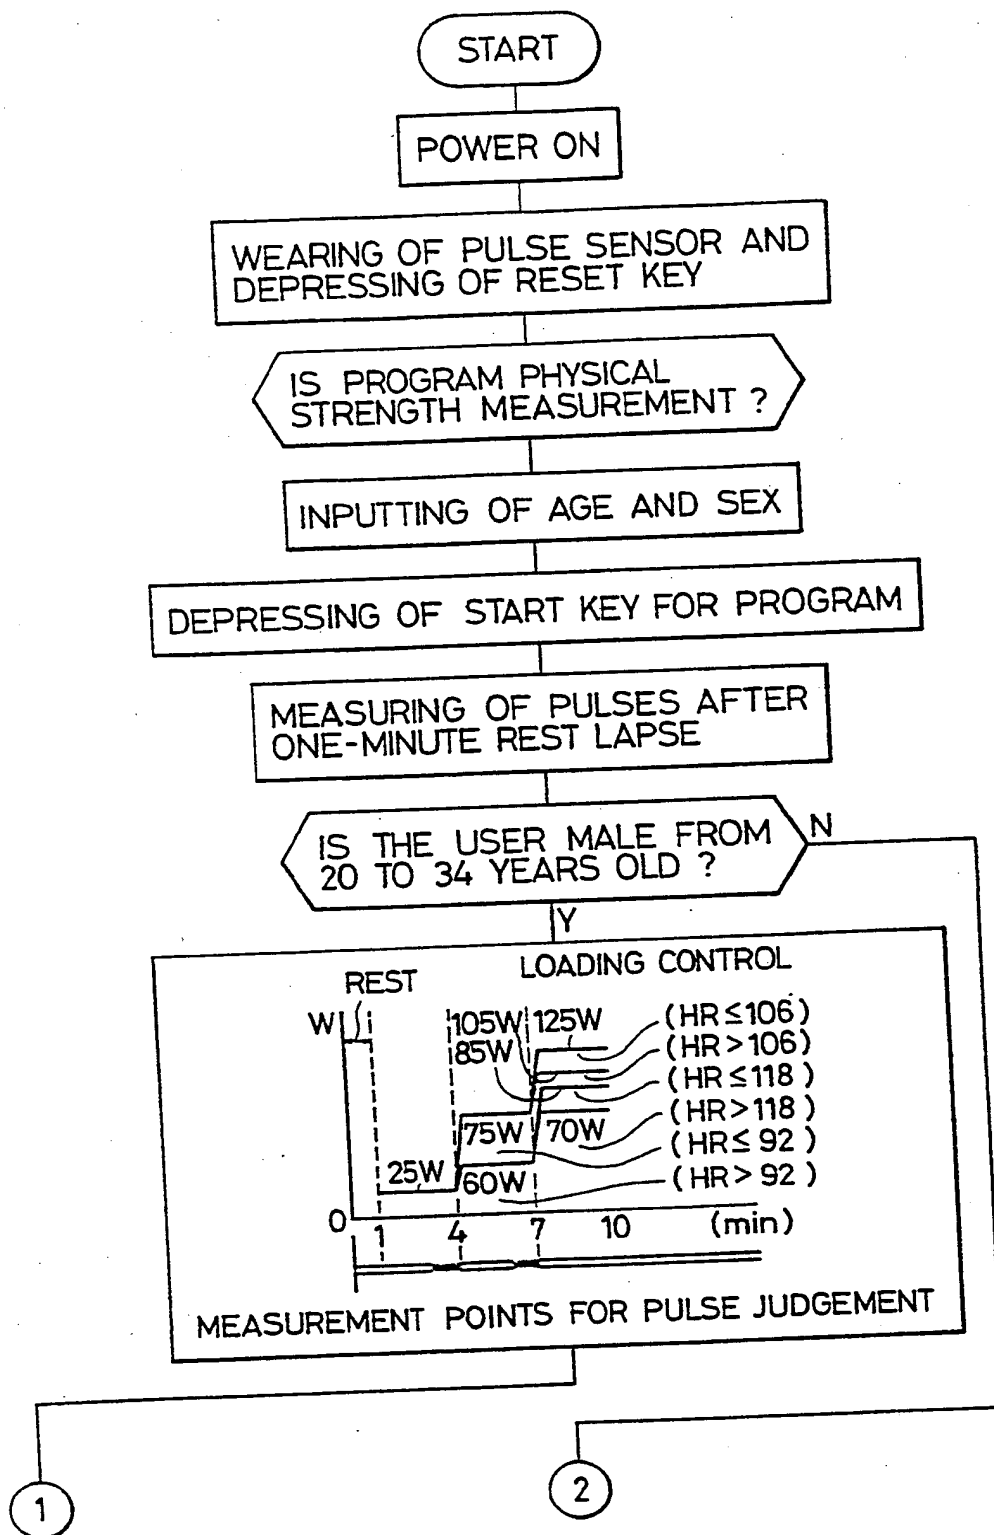 START
POWER ON
WEARING OF PULSE SENSOR AND
DEPRESSING OF RESET KEY
IS PROGRAM PHYSICAL
STRENGTH MEASUREMENT ?
INPUTTING OF AGE AND SEX
DEPRESSING OF START KEY FOR PROGRAM
MEASURING OF PULSES AFTER
ONE-MINUTE REST LAPSE
IS THE USER MALE FROM
20 TO 34 YEARS OLD ?
N
Y
REST LOADING CONTROL
W 105W 125W (HR≤106)
85W (HR>106)
(HR≤118)
75W 70W (HR>118)
(HR≤92)
25W 60W (HR>92)
0 1 4 7 10 (min)
MEASUREMENT POINTS FOR PULSE JUDGEMENT
1 2